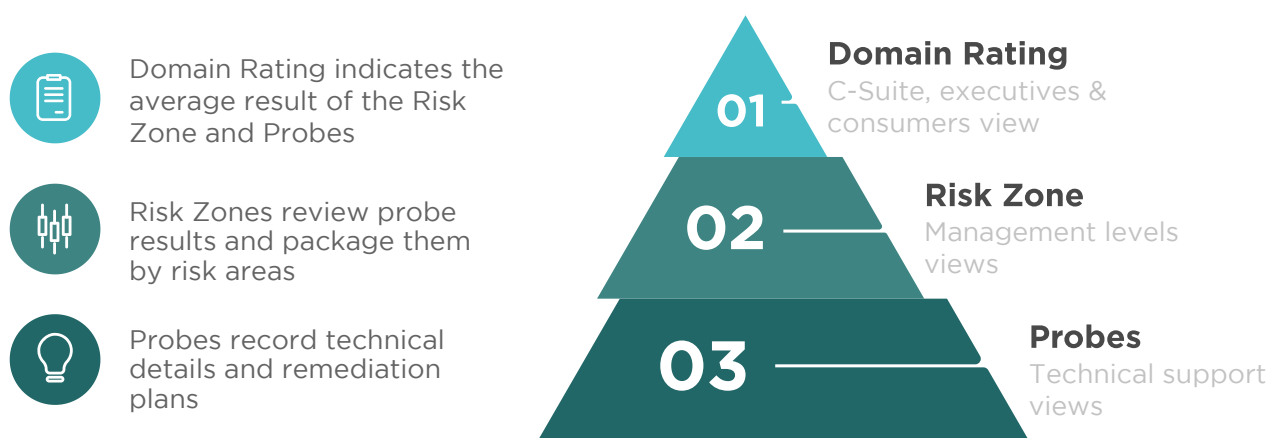 Domain Rating indicates the
average result of the Risk
Zone and Probes
Risk Zones review probe
results and package them
by risk areas
Probes record technical
details and remediation
plans
01
Domain Rating
C-Suite, executives &
consumers view
02
Risk Zone
Management levels
views
03
Probes
Technical support
views